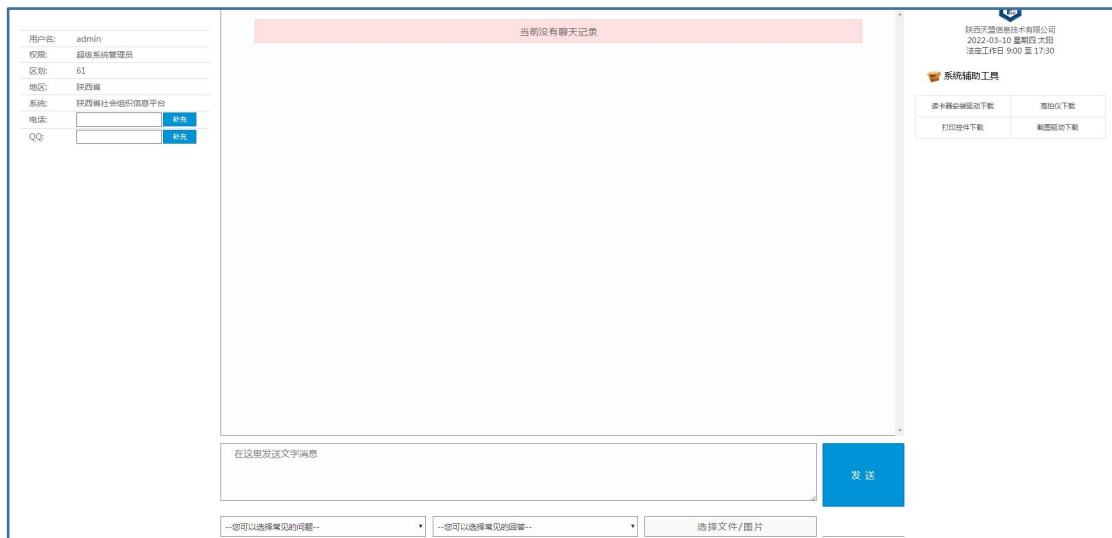 用户名: admin
权限: 超级系统管理员
区划: 61
地区: 陕西省
系统: 陕西省社会组织信息平台
电话: 补充
QQ: 补充
当前没有聊天记录
在这里发送文字消息
发 送
--您可以选择常见的问题--
--您可以选择常见的回答--
选择文件/图片
陕西天盟信息技术有限公司
2022-03-10 星期四 太阳
法定工作日 9:00 至 17:30
系统辅助工具
读卡器安装驱动下载 高拍仪下载
打印控件下载 截图驱动下载